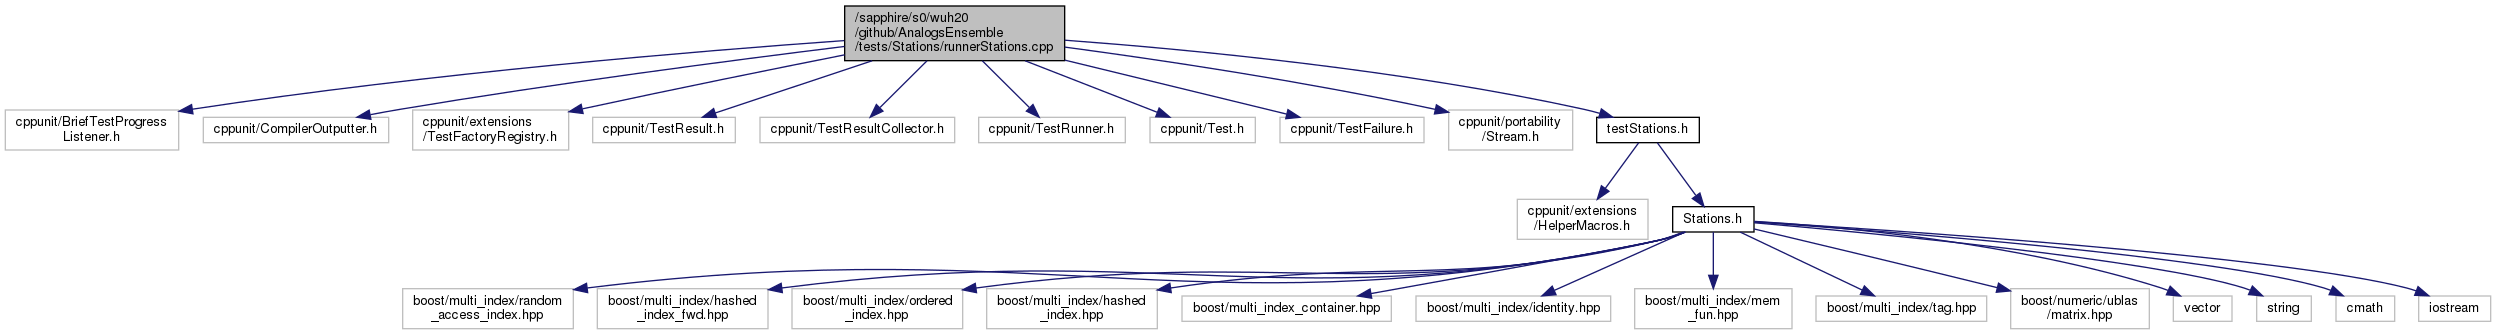 /sapphire/s0/wuh20
/github/AnalogsEnsemble
/tests/Stations/runnerStations.cpp
cppunit/BriefTestProgress
Listener.h
cppunit/CompilerOutputter.h
cppunit/extensions
/TestFactoryRegistry.h
cppunit/TestResult.h
cppunit/TestResultCollector.h
cppunit/TestRunner.h
cppunit/Test.h
cppunit/TestFailure.h
cppunit/portability
/Stream.h
testStations.h
cppunit/extensions
/HelperMacros.h
Stations.h
boost/multi_index/random
_access_index.hpp
boost/multi_index/hashed
_index_fwd.hpp
boost/multi_index/ordered
_index.hpp
boost/multi_index/hashed
_index.hpp
boost/multi_index_container.hpp
boost/multi_index/identity.hpp
boost/multi_index/mem
_fun.hpp
boost/multi_index/tag.hpp
boost/numeric/ublas
/matrix.hpp
vector
string
cmath
iostream